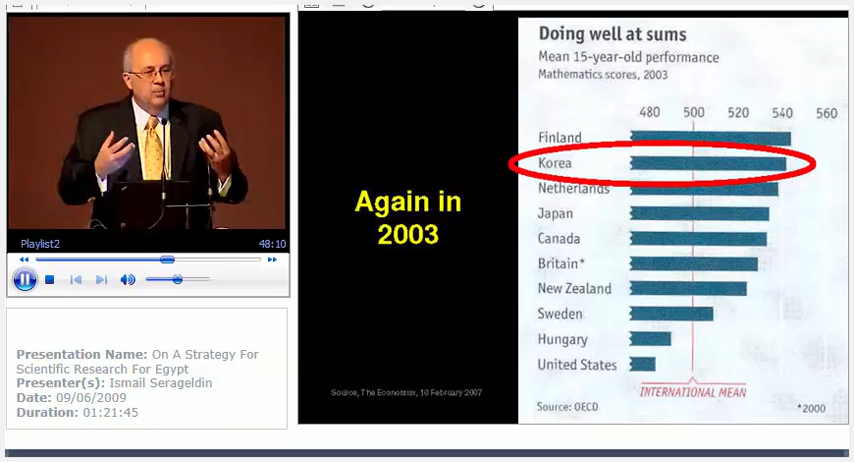 Playlist2
48:10
Presentation Name: On A Strategy For
Scientific Research For Egypt
Presenter(s): Ismail Serageldin
Date: 09/06/2009
Duration: 01:21:45
Again in
2003
Source, The Economist, 10 February 2007
Doing well at sums
Mean 15-year-old performance
Mathematics scores, 2003
480 500 520 540 560
Finland
Korea
Netherlands
Japan
Canada
Britain*
New Zealand
Sweden
Hungary
United States
INTERNATIONAL MEAN
Source: OECD
*2000